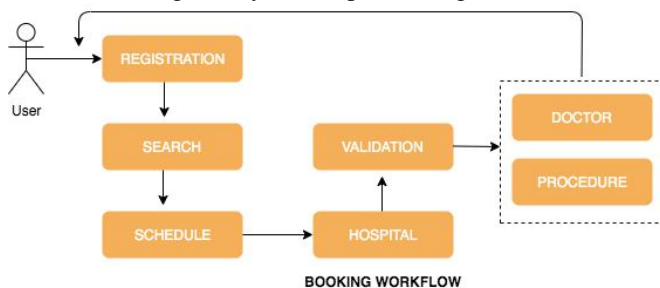 REGISTRATION
User
SEARCH
SCHEDULE
HOSPITAL
VALIDATION
DOCTOR
PROCEDURE
BOOKING WORKFLOW